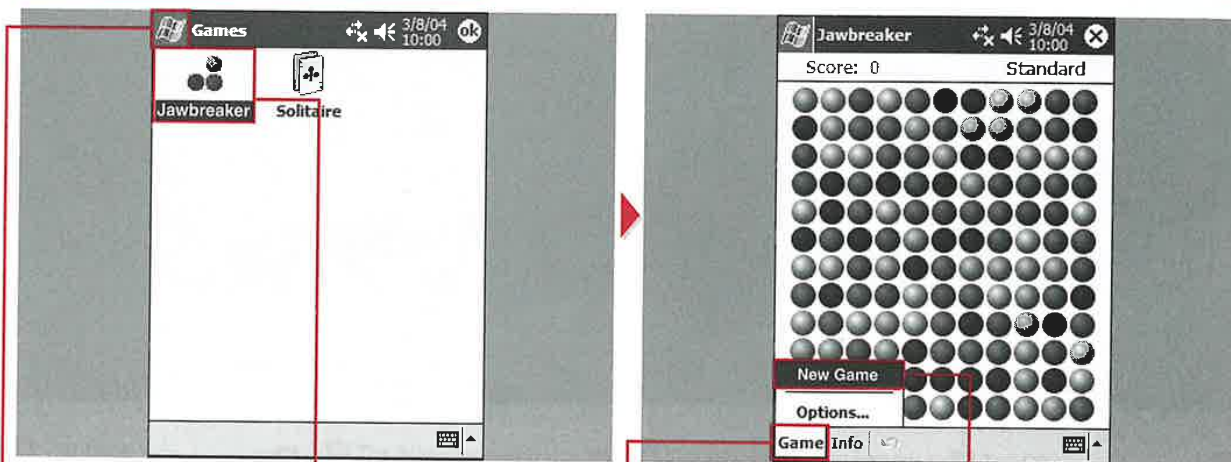 Games
3/8/04
10:00
ok
Jawbreaker
Solitaire
Jawbreaker
3/8/04
10:00
Score: 0
Standard
New Game
Options...
Game Info